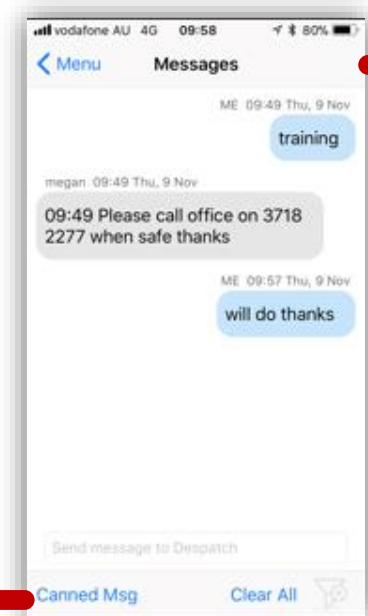 vodafone AU 4G 09:58 80%
Menu Messages
ME 09:49 Thu, 9 Nov
training
megan 09:49 Thu, 9 Nov
09:49 Please call office on 3718
2277 when safe thanks
ME 09:57 Thu, 9 Nov
will do thanks
Send message to Despatch
Canned Msg Clear All